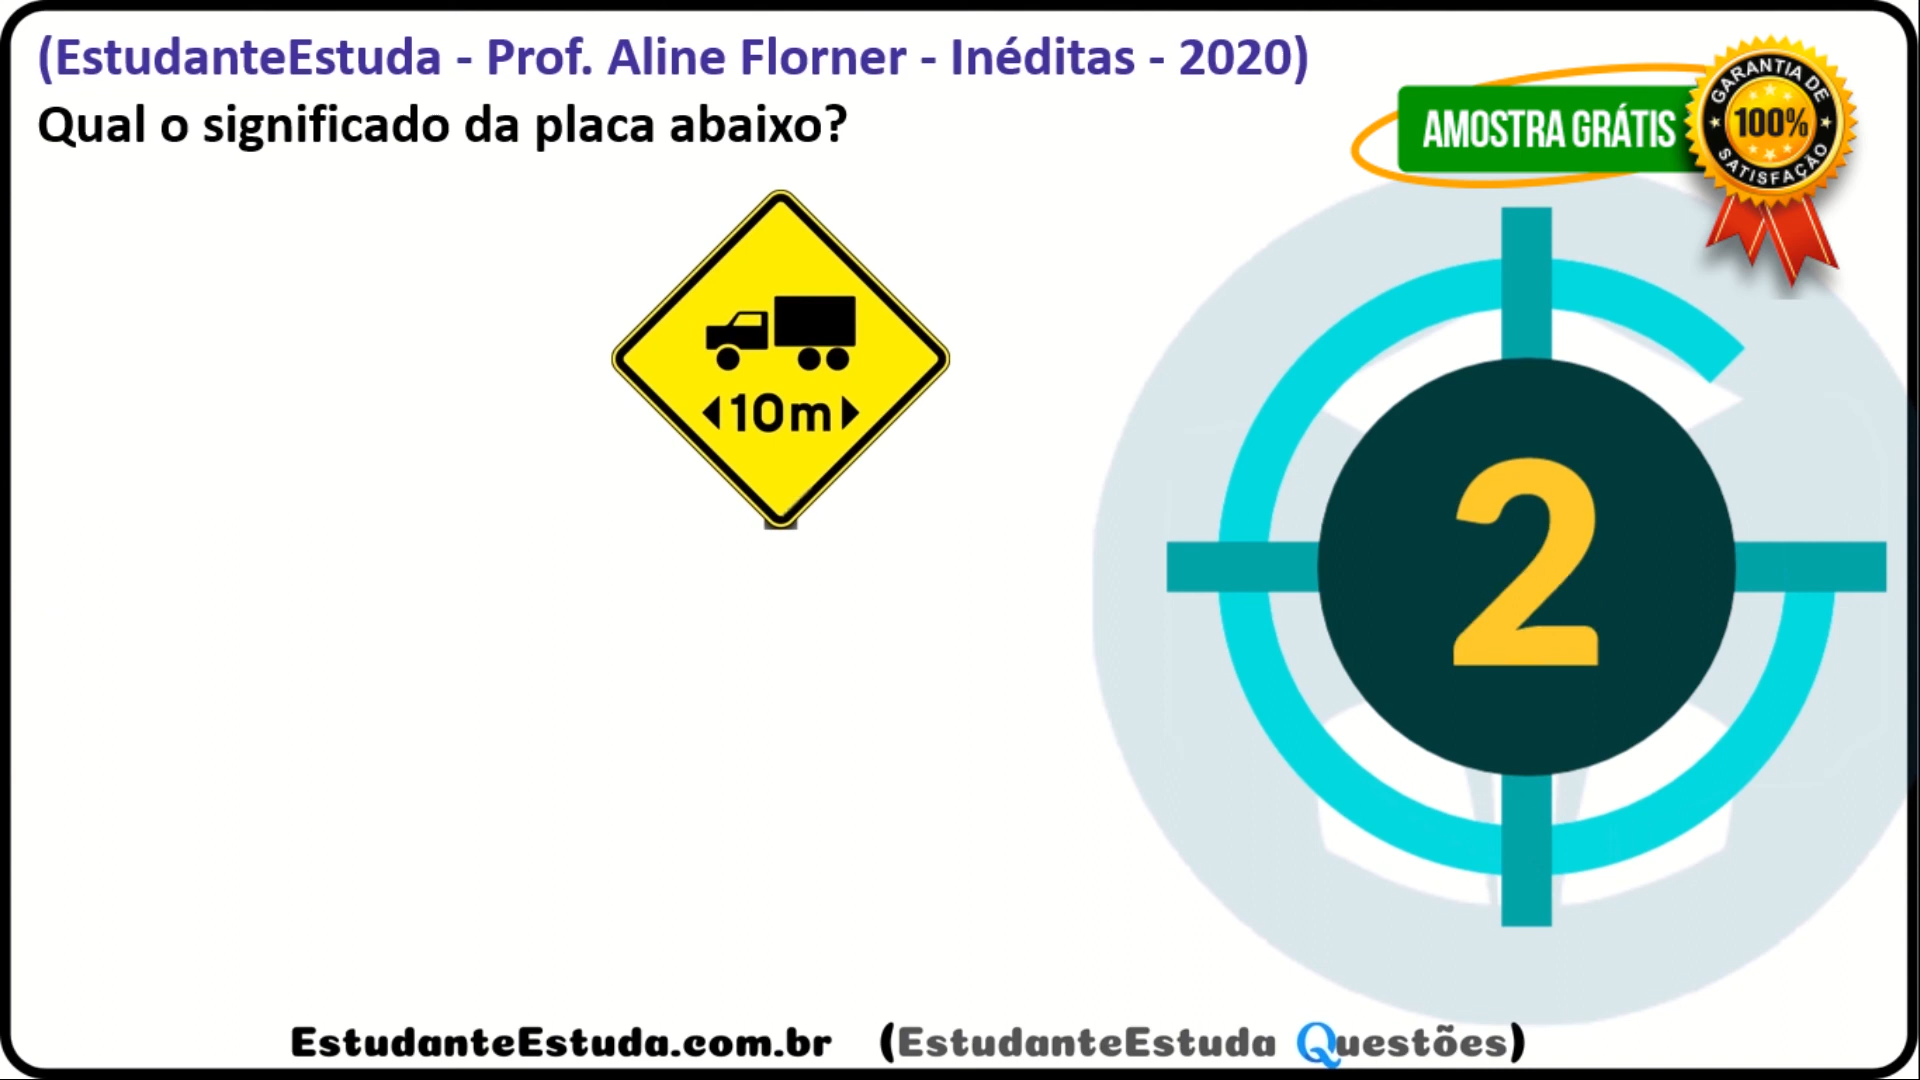 (EstudanteEstuda - Prof. Aline Florner - Inéditas - 2020)
Qual o significado da placa abaixo?
AMOSTRA GRÁTIS
GARANTIA DE
100%
SATISFAÇÃO
10m
2
EstudanteEstuda.com.br (EstudanteEstuda Questões)